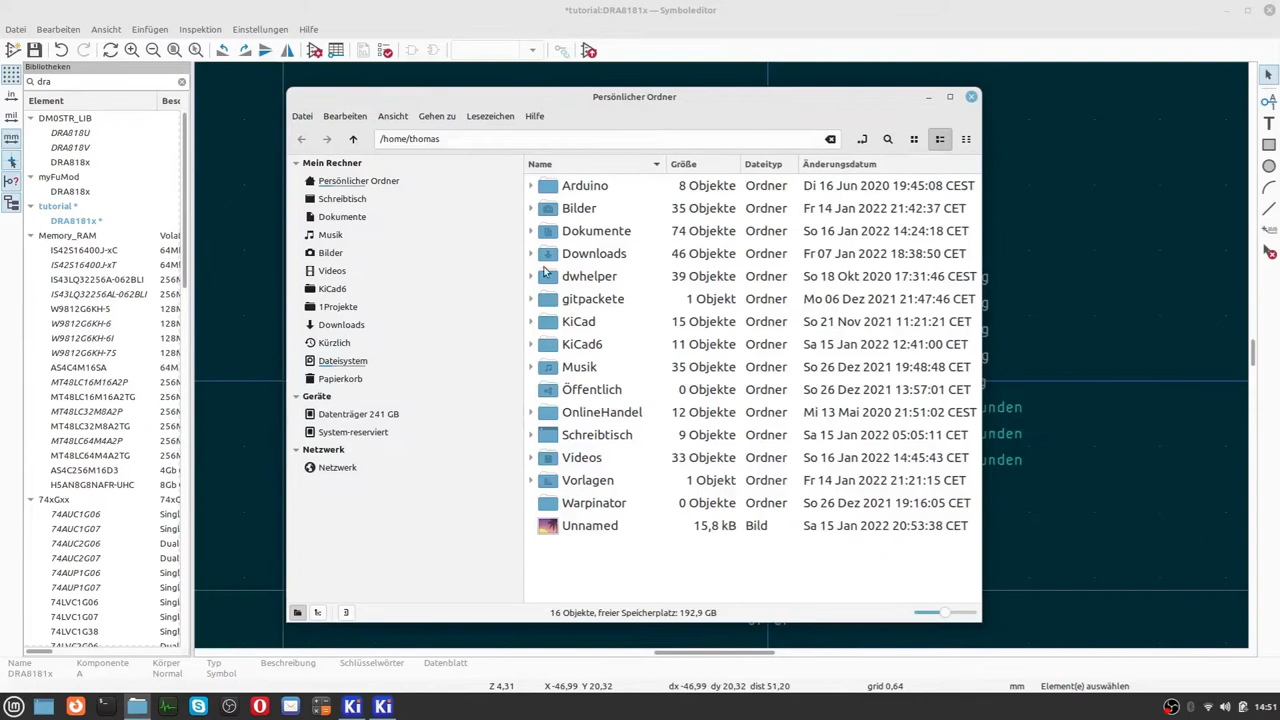 *tutorial:DRA8181x — Symboleditor
Datei Bearbeiten Ansicht Einfügen Inspektion Einstellungen Hilfe
Bibliotheken
dra
Element
DM0STR_LIB
DRA818U
DRA818V
DRA818x
myFuMod
DRA818x
tutorial *
DRA8181x *
Memory_RAM
IS42S16400J-xC 64M
IS42S16400J-xT 64M
IS43LQ32256A-062BLI
IS43LQ32256AL-062BLI
W9812G6KH-5 128M
W9812G6KH-6 128M
W9812G6KH-6I 128M
W9812G6KH-75 128M
AS4C4M16SA
MT48LC16M16A2P
MT48LC16M16A2TG
MT48LC32M8A2P
MT48LC32M8A2TG
MT48LC64M4A2P
AS4C256M16D3
H5AN8G8NAFR-UHC
74xGxx
74AUC1G06
74AUC1G07
74AUC2G06
74AUC2G07
74AUP1G06
74AUP1G07
74LVC1G06
74LVC1G07
74LVC1G38
in
mil
mm
Persönlicher Ordner
Datei Bearbeiten Ansicht Gehen zu Lesezeichen Hilfe
/home/thomas
Mein Rechner
Persönlicher Ordner
Schreibtisch
Dokumente
Musik
Bilder
Videos
KiCad6
1Projekte
Downloads
Kürzlich
Dateisystem
Papierkorb
Geräte
Datenträger 241 GB
System-reserviert
Netzwerk
Netzwerk
Name Größe Dateityp Änderungsdatum
Arduino 8 Objekte Ordner Di 16 Jun 2020 19:45:08 CEST
Bilder 35 Objekte Ordner Fr 14 Jan 2022 21:42:37 CET
Dokumente 74 Objekte Ordner So 16 Jan 2022 14:24:18 CET
Downloads 46 Objekte Ordner Fr 07 Jan 2022 18:38:50 CET
dwhelper 39 Objekte Ordner So 18 Okt 2020 17:31:46 CEST
gitpackete 1 Objekt Ordner Mo 06 Dez 2021 21:47:46 CET
KiCad 15 Objekte Ordner So 21 Nov 2021 11:21:21 CET
KiCad6 11 Objekte Ordner Sa 15 Jan 2022 12:41:00 CET
Musik 35 Objekte Ordner So 26 Dez 2021 19:48:48 CET
Öffentlich 0 Objekte Ordner So 26 Dez 2021 13:57:01 CET
OnlineHandel 12 Objekte Ordner Mi 13 Mai 2020 21:51:02 CEST
Schreibtisch 9 Objekte Ordner Sa 15 Jan 2022 05:05:11 CET
Videos 33 Objekte Ordner So 16 Jan 2022 14:45:43 CET
Vorlagen 1 Objekt Ordner Fr 14 Jan 2022 21:21:15 CET
Warpinator 0 Objekte Ordner So 26 Dez 2021 19:16:05 CET
Unnamed 15,8 kB Bild Sa 15 Jan 2022 20:53:38 CET
16 Objekte, freier Speicherplatz: 192,9 GB
unden
unden
unden
Name Komponente Körper Typ Beschreibung Schlüsselwörter Datenblatt
DRA8181x A Normal Symbol
Z 4,31 X -46,99 Y 20,32 dx -46,99 dy 20,32 dist 51,20 grid 0,64 mm Element(e) auswählen
Ki Ki 14:51